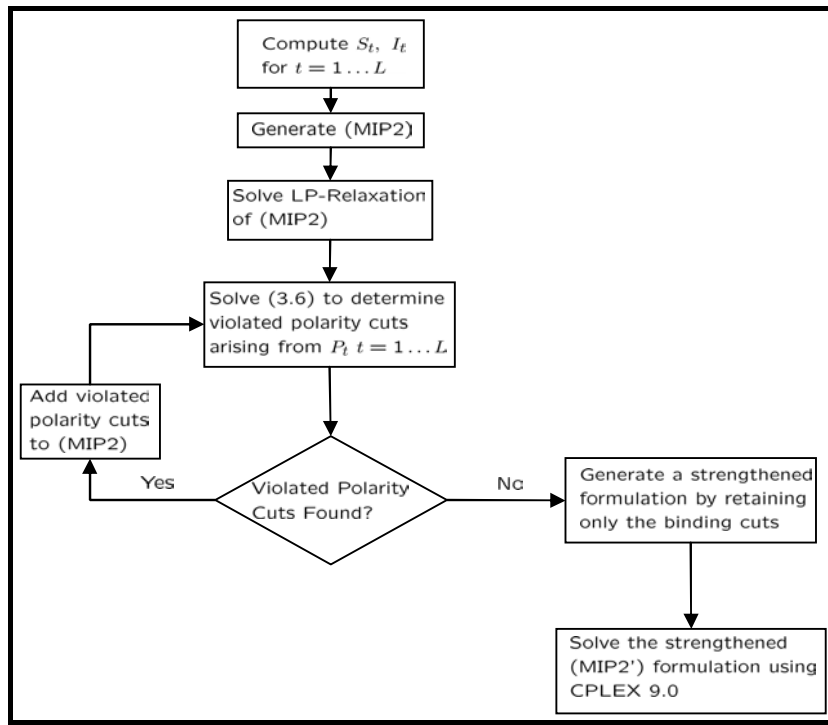 Compute S_t, I_t
for t = 1 … L
Generate (MIP2)
Solve LP-Relaxation
of (MIP2)
Solve (3.6) to determine
violated polarity cuts
arising from P_t t = 1 … L
Add violated
polarity cuts
to (MIP2)
Yes
Violated Polarity
Cuts Found?
No
Generate a strengthened
formulation by retaining
only the binding cuts
Solve the strengthened
(MIP2') formulation using
CPLEX 9.0